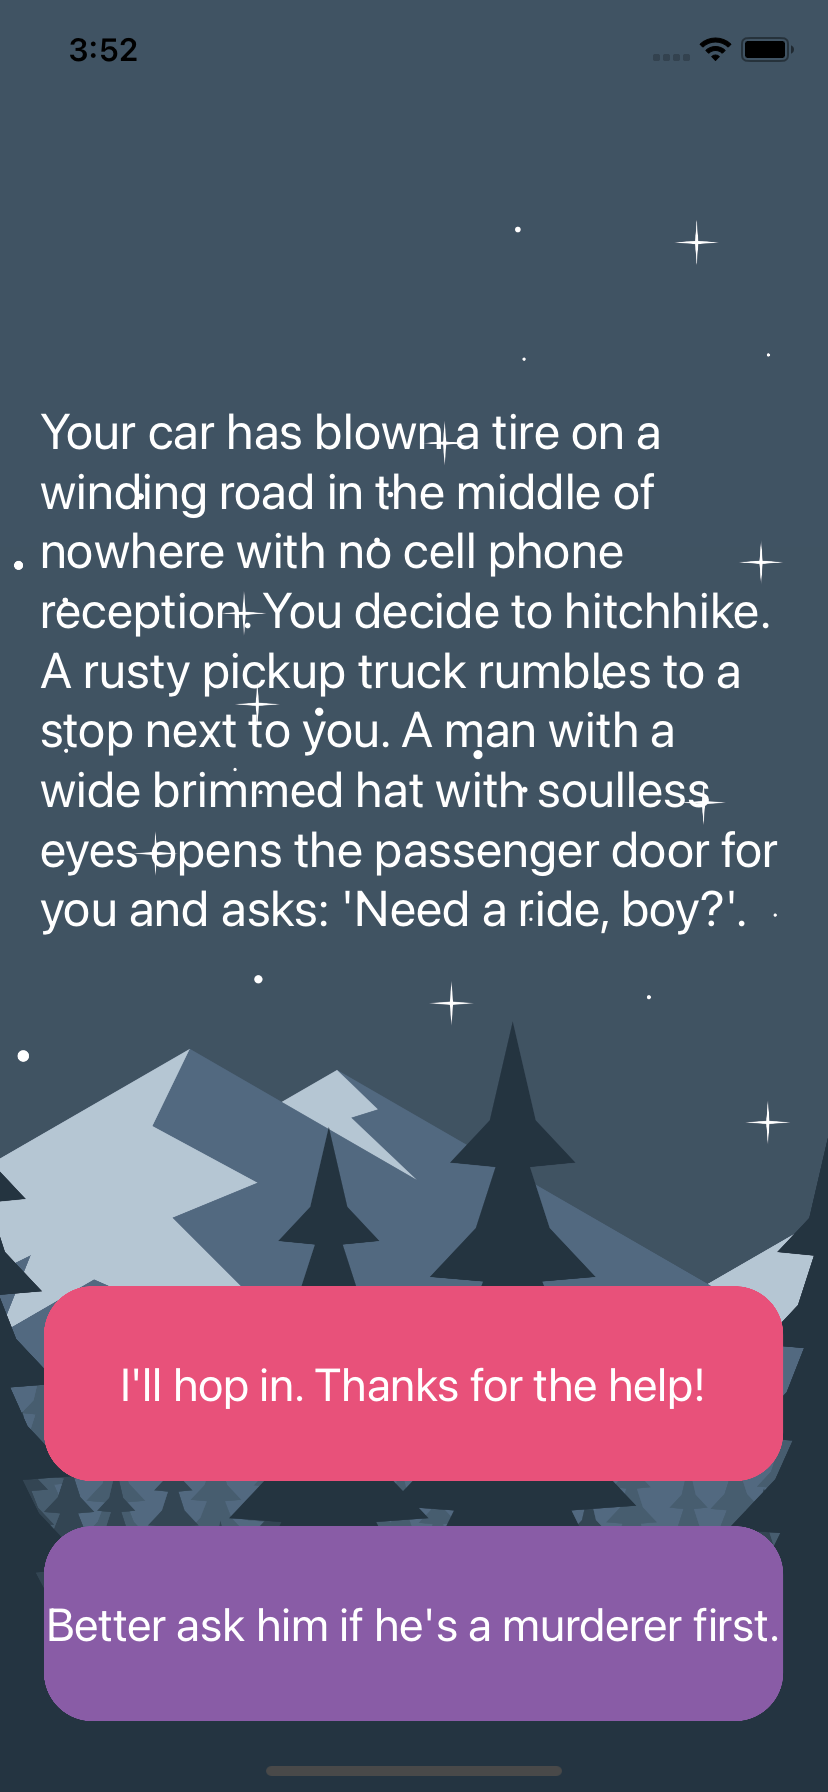 3:52
Your car has blown a tire on a
winding road in the middle of
nowhere with no cell phone
reception. You decide to hitchhike.
A rusty pickup truck rumbles to a
stop next to you. A man with a
wide brimmed hat with soulless
eyes opens the passenger door for
you and asks: 'Need a ride, boy?'.
I'll hop in. Thanks for the help!
Better ask him if he's a murderer first.